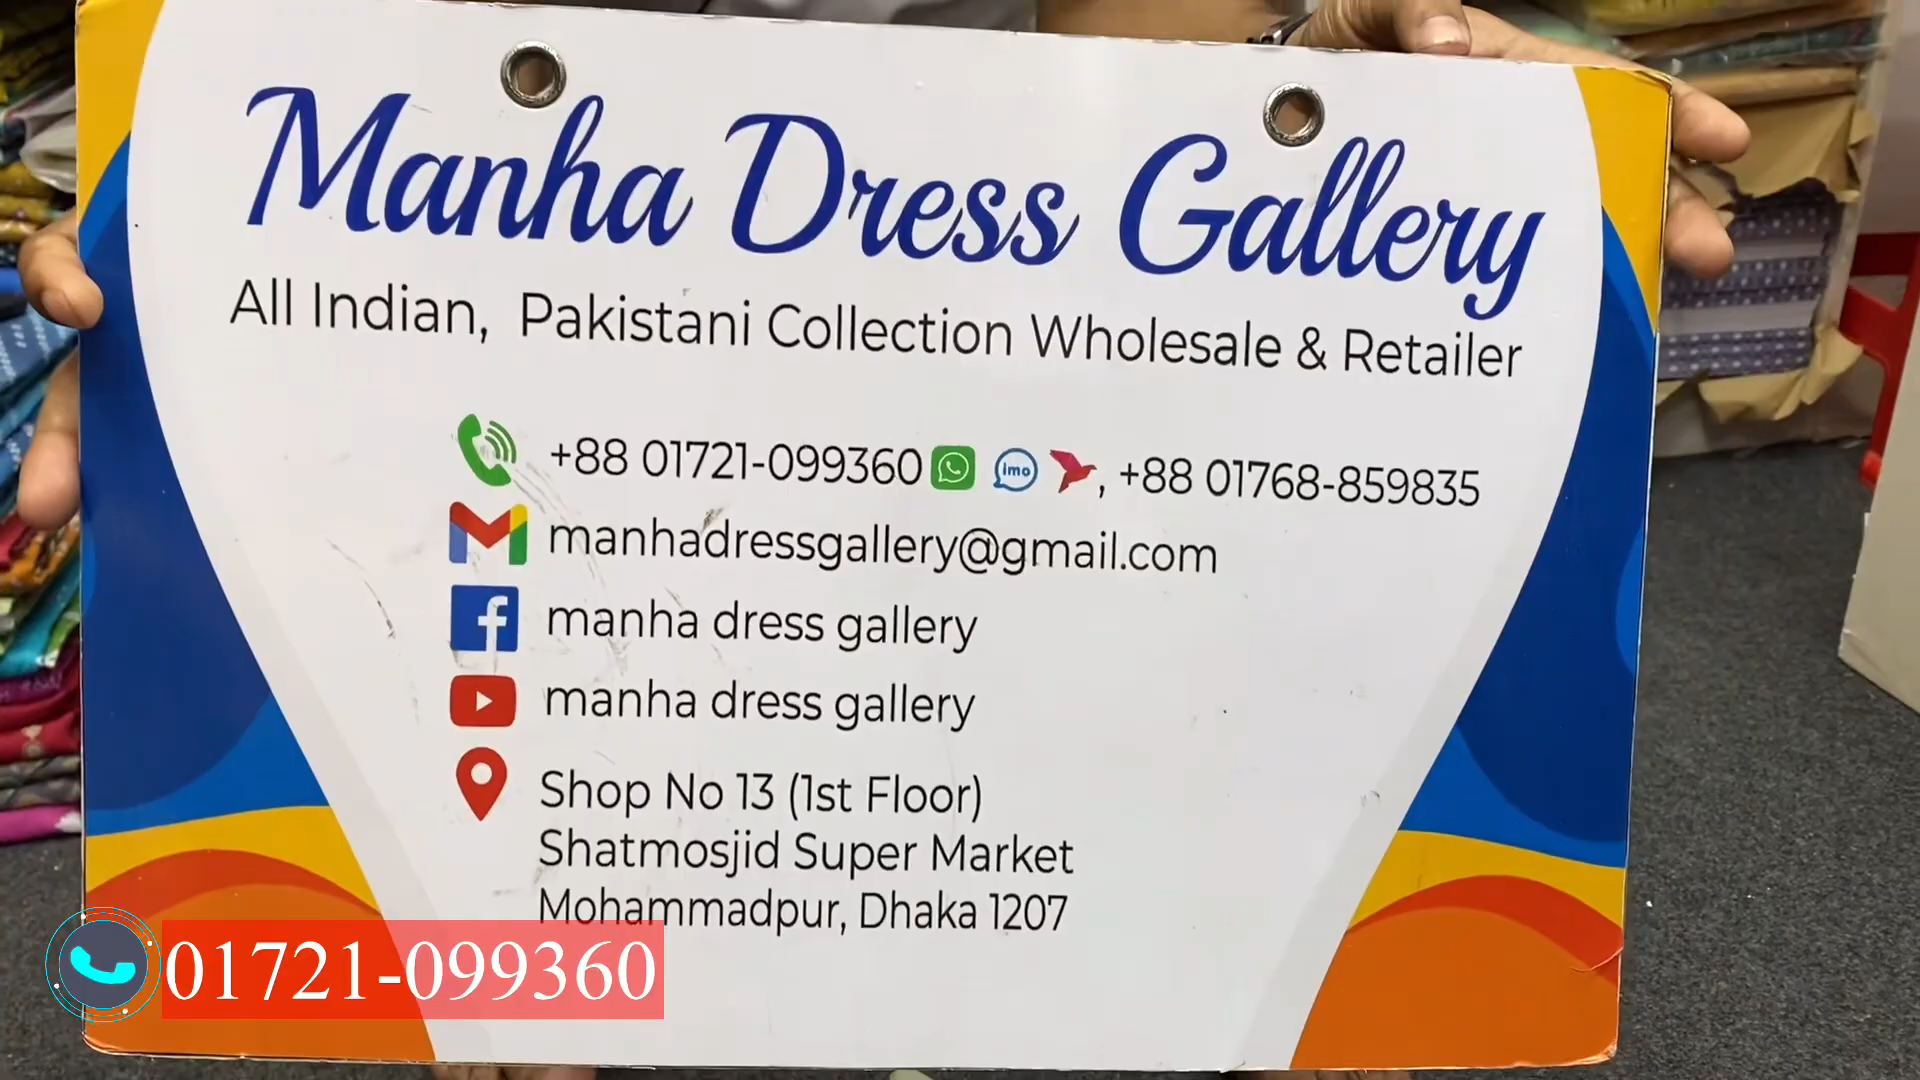 Manha Dress Gallery
All Indian, Pakistani Collection Wholesale & Retailer
+88 01721-099360 imo, +88 01768-859835
manhadressgallery@gmail.com
manha dress gallery
manha dress gallery
Shop No 13 (1st Floor)
Shatmosjid Super Market
Mohammadpur, Dhaka 1207
01721-099360